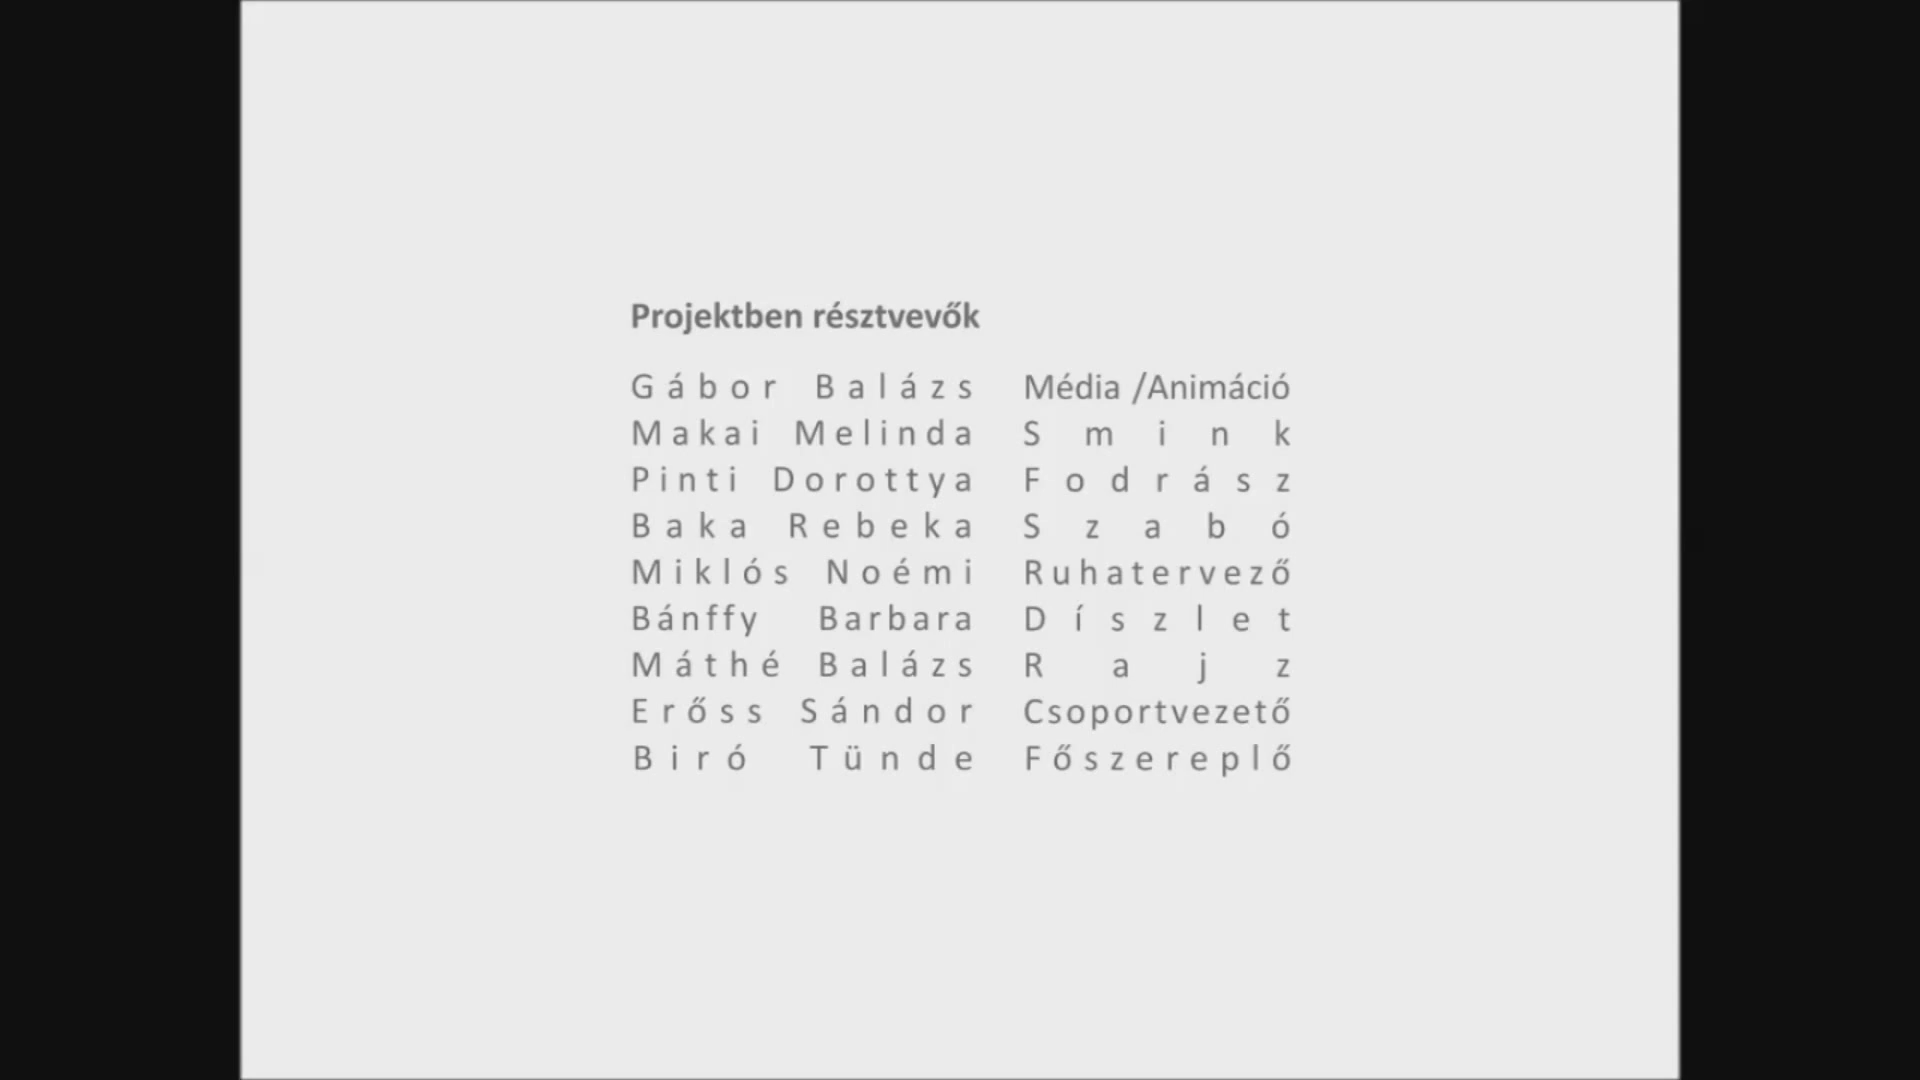 Projektben résztvevők
Gábor Balázs Média /Animáció
Makai Melinda Smink
Pinti Dorottya Fodrász
Baka Rebeka Szabó
Miklós Noémi Ruhatervező
Bánffy Barbara Díszlet
Máthé Balázs Rajz
Erőss Sándor Csoportvezető
Biró Tünde Főszereplő